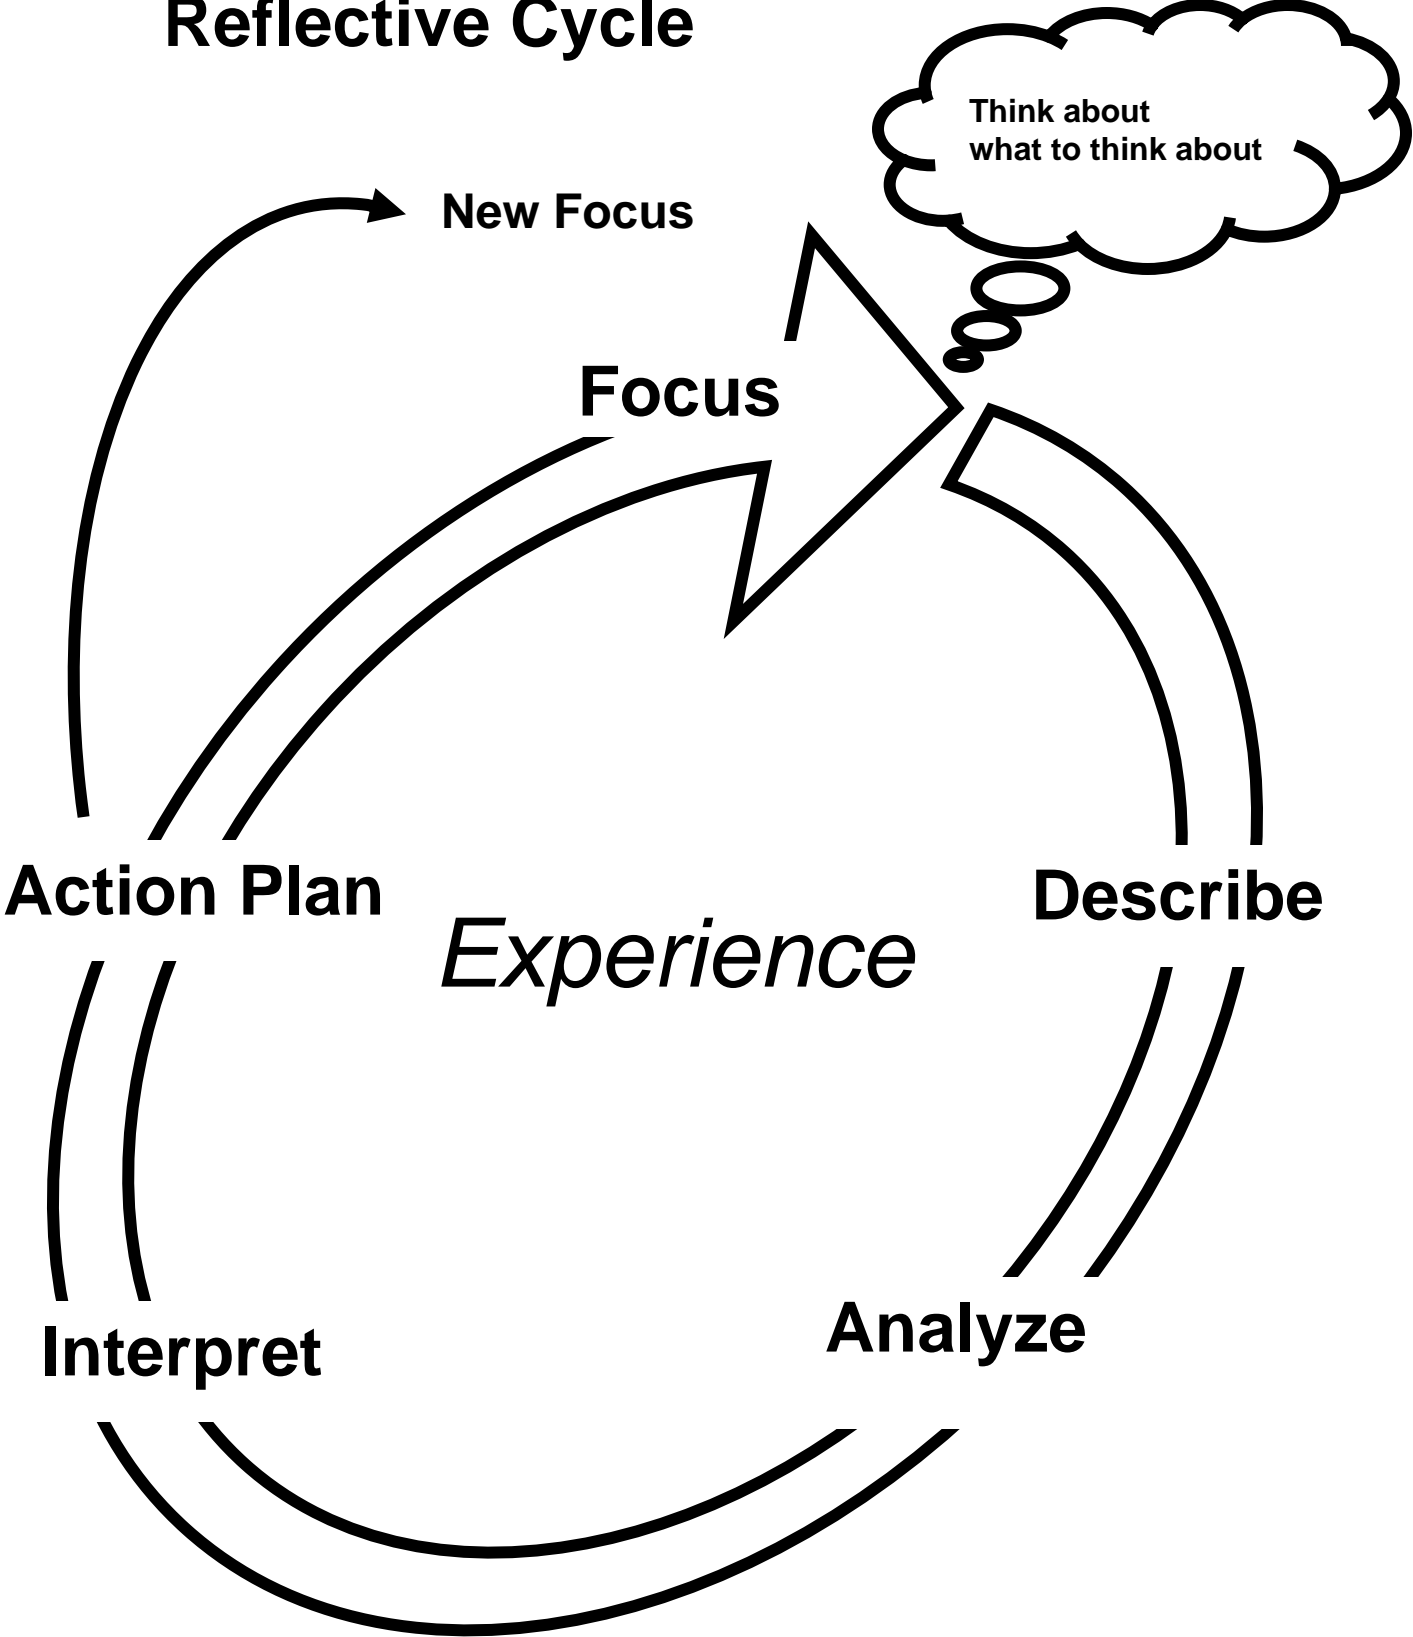 Reflective Cycle
Think about
what to think about
New Focus
Focus
Action Plan
Describe
Experience
Analyze
Interpret